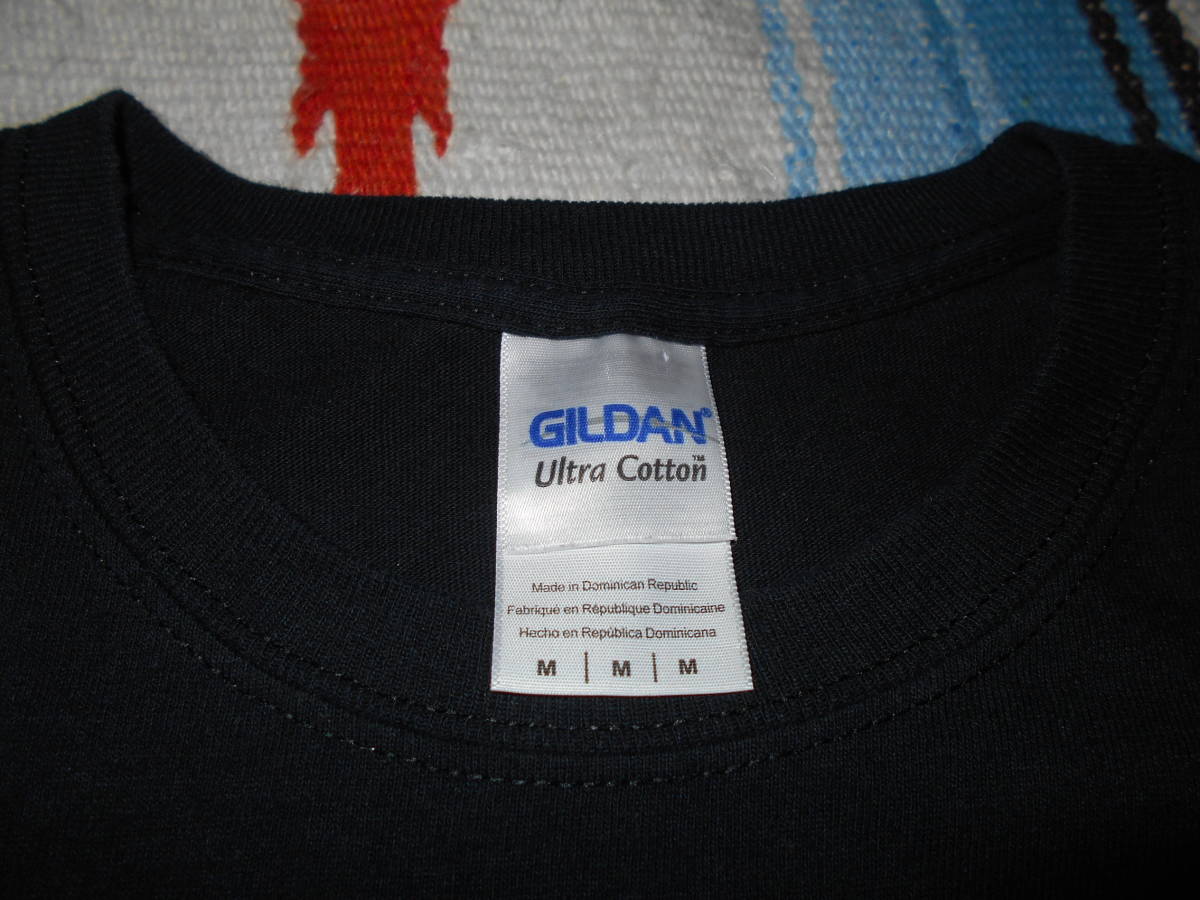 GILDAN®
Ultra Cotton™
Made in Dominican Republic
Fabriqué en République Dominicaine
Hecho en República Dominicana
M | M | M